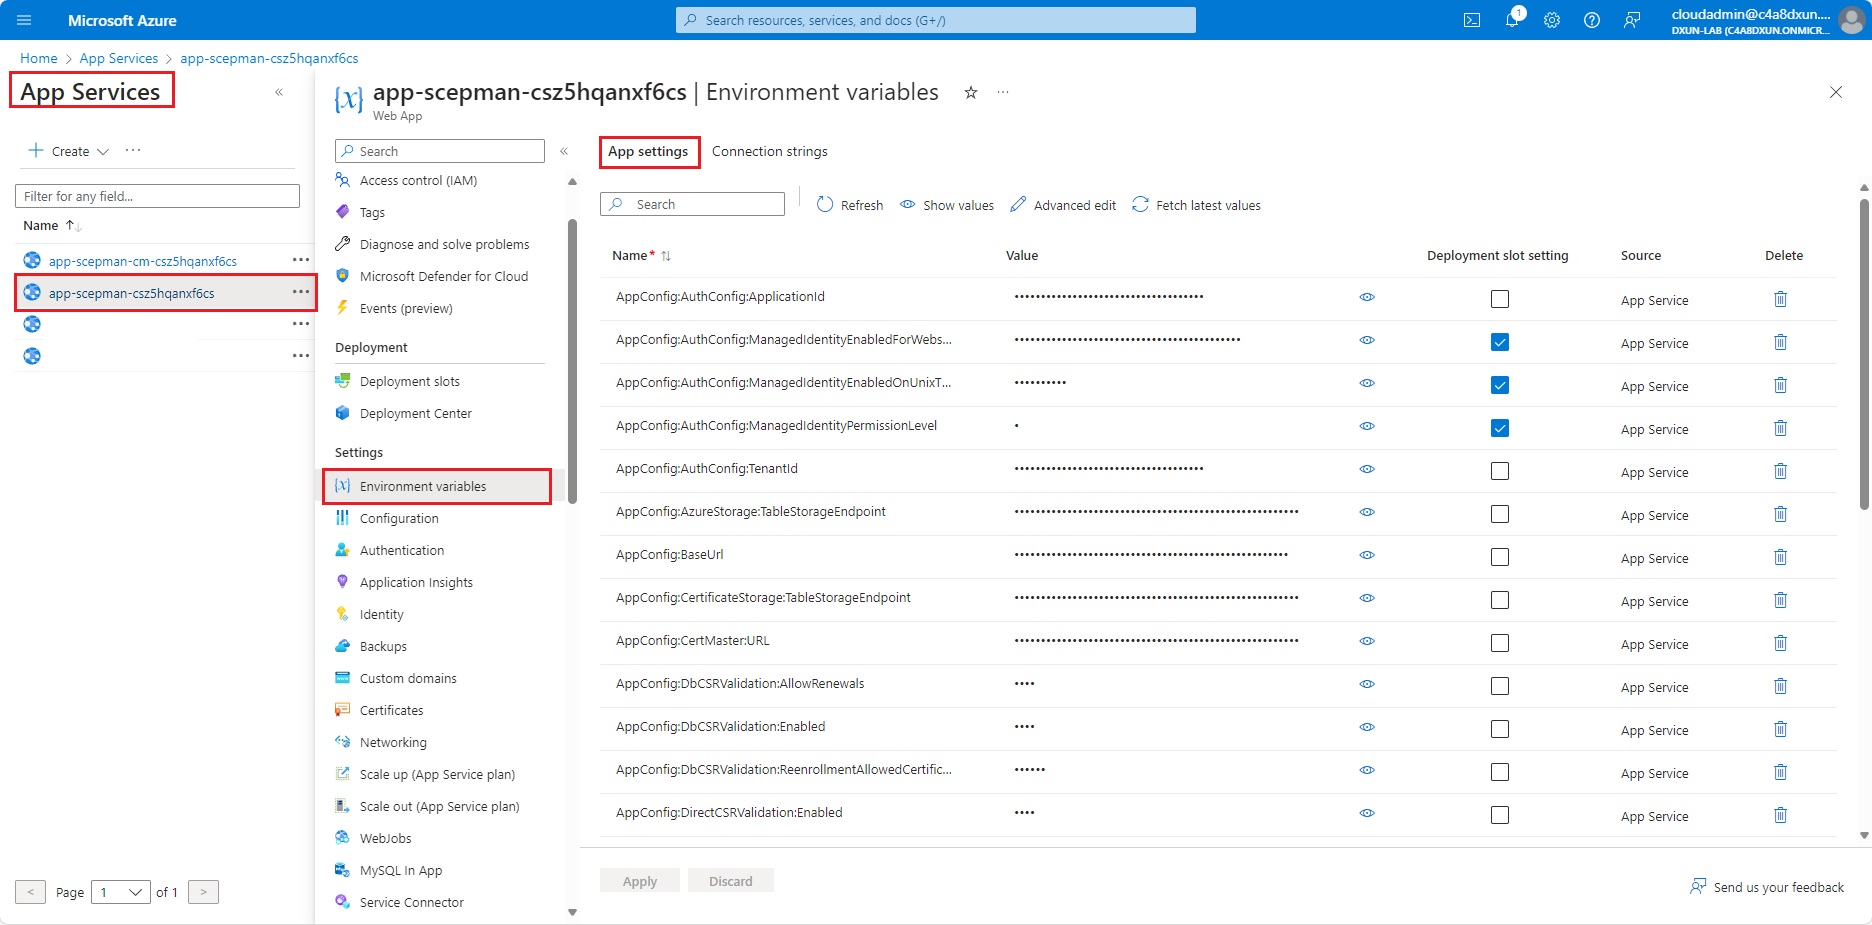 Microsoft Azure
Search resources, services, and docs (G+/)
1
cloudadmin@c4a8dxun....
DXUN-LAB (C4A8DXUN.ONMICR...
Home > App Services > app-scepman-csz5hqanxf6cs
App Services
«
+ Create
...
Filter for any field...
Name ↑↓
app-scepman-cm-csz5hqanxf6cs
...
app-scepman-csz5hqanxf6cs
...
...
...
< Page 1 of 1 >
{x} app-scepman-csz5hqanxf6cs | Environment variables
...
Web App
Search
«
Access control (IAM)
Tags
Diagnose and solve problems
Microsoft Defender for Cloud
Events (preview)
Deployment
Deployment slots
Deployment Center
Settings
{x} Environment variables
Configuration
Authentication
Application Insights
Identity
Backups
Custom domains
Certificates
Networking
Scale up (App Service plan)
Scale out (App Service plan)
WebJobs
MySQL In App
Service Connector
App settings
Connection strings
Search
Refresh
Show values
Advanced edit
Fetch latest values
Name* ↑↓ Value Deployment slot setting Source Delete
AppConfig:AuthConfig:ApplicationId App Service
AppConfig:AuthConfig:ManagedIdentityEnabledForWebs... App Service
AppConfig:AuthConfig:ManagedIdentityEnabledOnUnixT... App Service
AppConfig:AuthConfig:ManagedIdentityPermissionLevel App Service
AppConfig:AuthConfig:TenantId App Service
AppConfig:AzureStorage:TableStorageEndpoint App Service
AppConfig:BaseUrl App Service
AppConfig:CertificateStorage:TableStorageEndpoint App Service
AppConfig:CertMaster:URL App Service
AppConfig:DbCSRValidation:AllowRenewals App Service
AppConfig:DbCSRValidation:Enabled App Service
AppConfig:DbCSRValidation:ReenrollmentAllowedCertific... App Service
AppConfig:DirectCSRValidation:Enabled App Service
Apply
Discard
Send us your feedback